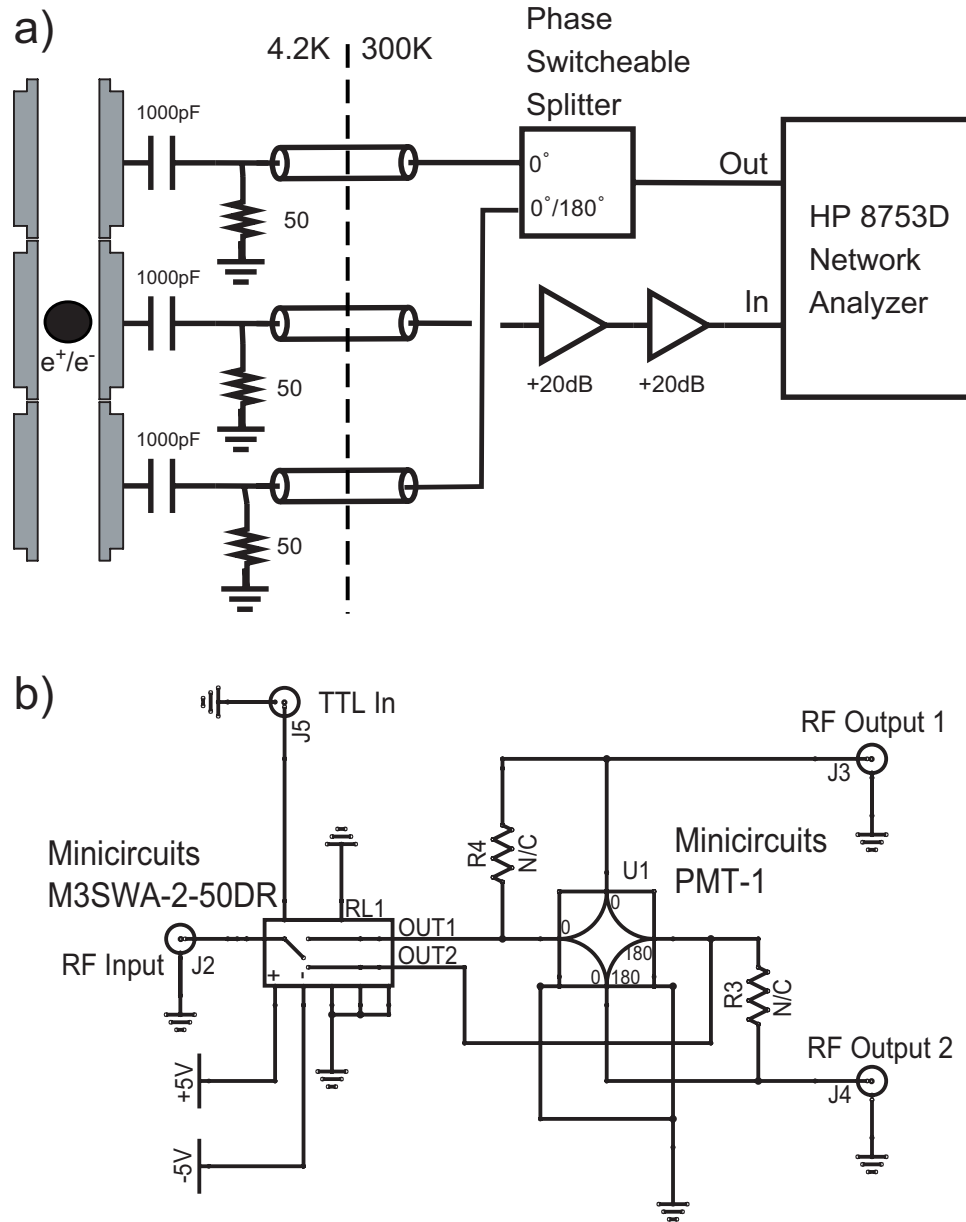 a)
4.2K
300K
Phase
Switcheable
Splitter
1000pF
50
0°
0°/180°
Out
In
HP 8753D
Network
Analyzer
1000pF
e+/e-
50
+20dB
+20dB
1000pF
50
b)
TTL In
J5
RF Output 1
J3
Minicircuits
M3SWA-2-50DR
R4
N/C
U1
Minicircuits
PMT-1
RL1
OUT1
OUT2
RF Input
J2
+
-
0
0
180
0
180
R3
N/C
RF Output 2
J4
+5V
-5V